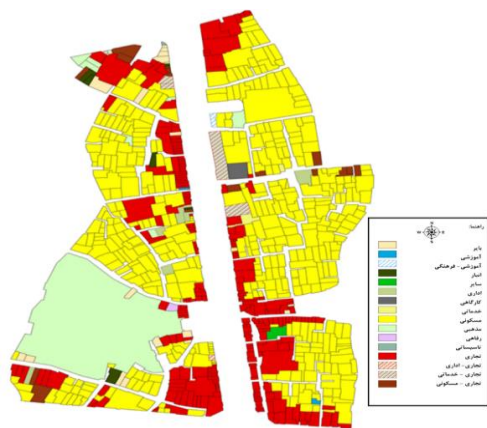 راهنما:
N
W
E
S
بایر
آموزشی
آموزشی - فرهنگی
انبار
سایر
اداری
کارگاهی
خدماتی
مسکونی
مذهبی
رفاهی
تاسیساتی
تجاری
تجاری - اداری
تجاری - خدماتی
تجاری - مسکونی